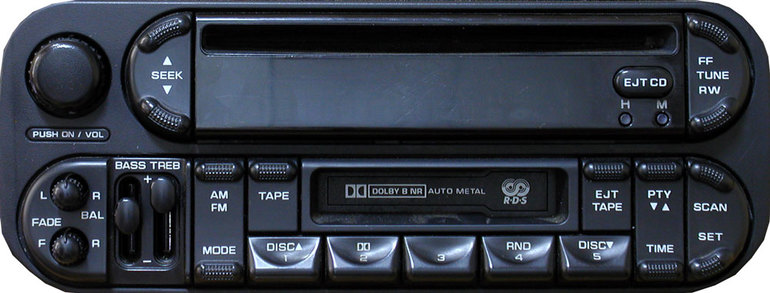 ▲
SEEK
▼
FF
TUNE
RW
EJT CD
H M
PUSH ON / VOL
BASS TREB
+
−
L R
FADE BAL
F R
AM
FM
MODE
TAPE
DOLBY B NR AUTO METAL
R·D·S
EJT
TAPE
PTY
▼▲
TIME
SCAN
SET
DISC▲
1
2
3
RND
4
DISC▼
5